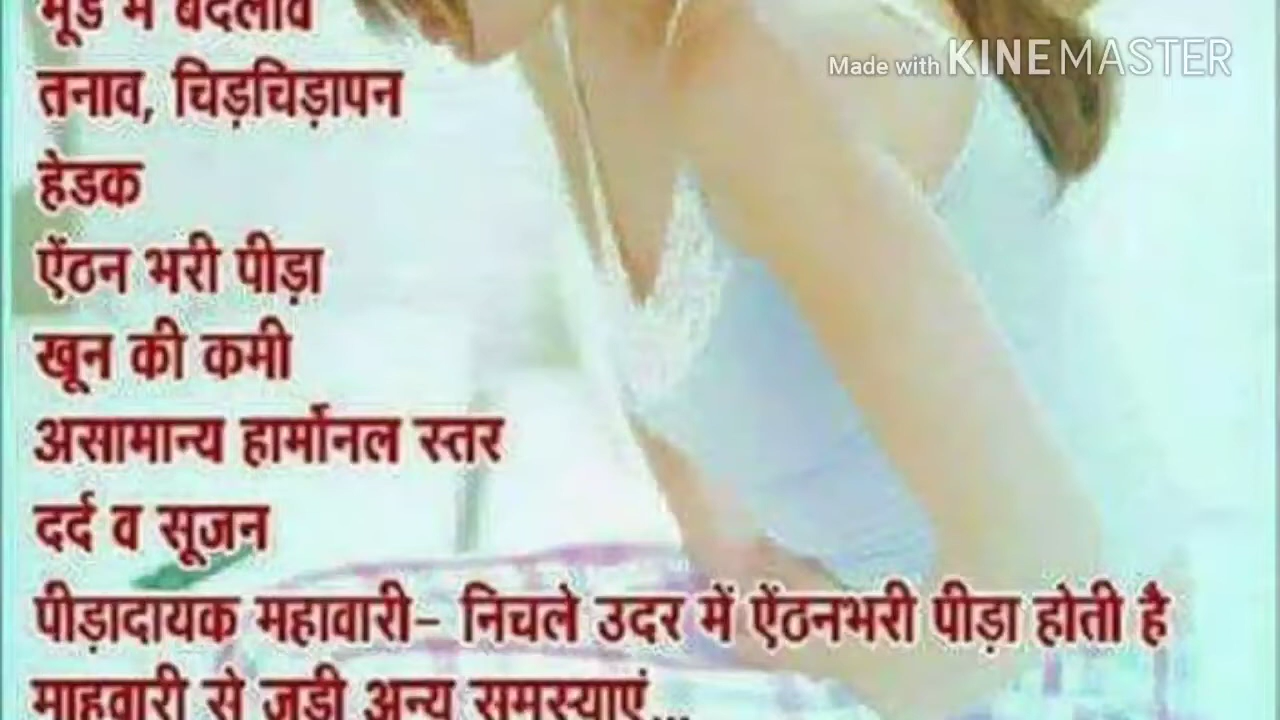 मूड में बदलाव
Made with KINEMASTER
तनाव, चिड़चिड़ापन
हेडक
ऐंठन भरी पीड़ा
खून की कमी
असामान्य हार्मोनल स्तर
दर्द व सूजन
पीड़ादायक महावारी- निचले उदर में ऐंठनभरी पीड़ा होती है
माहवारी से जुड़ी अन्य समस्याएं...